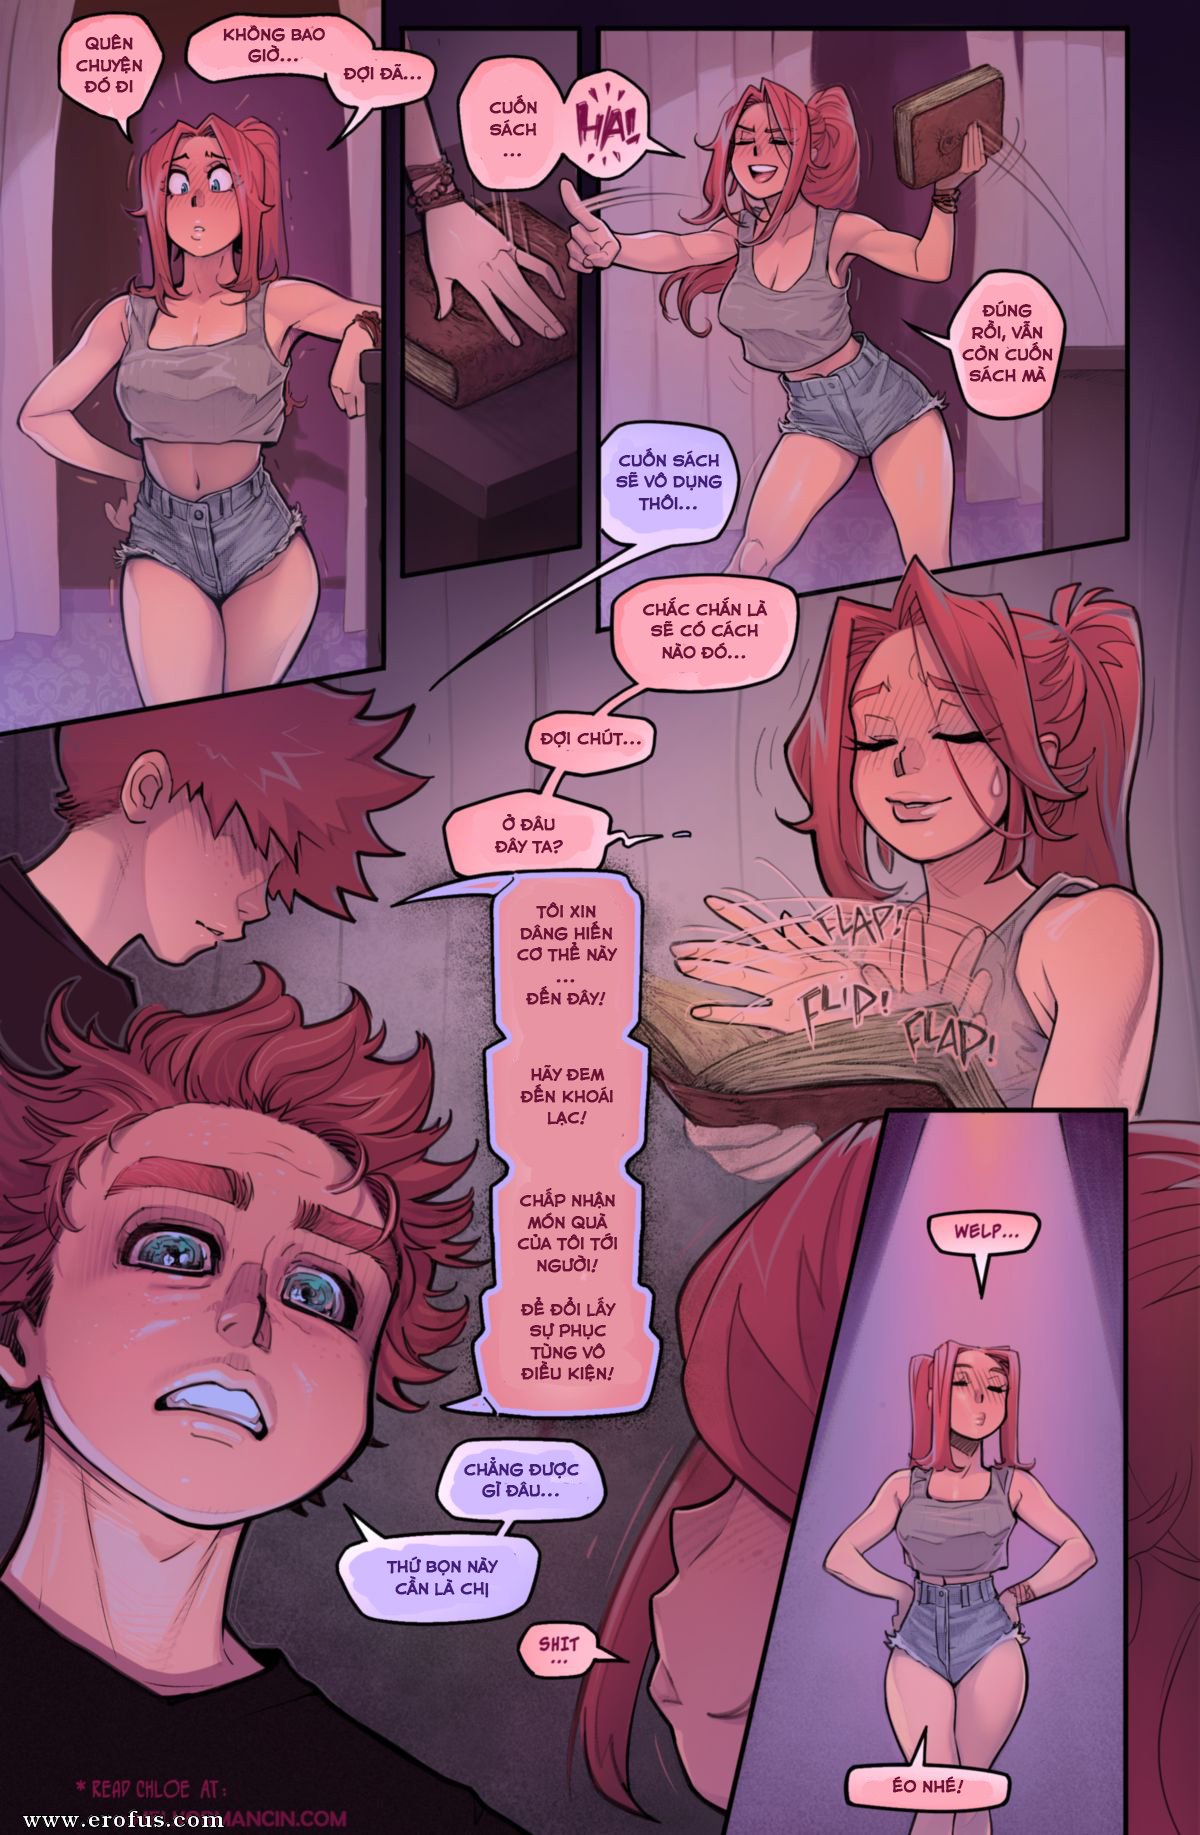 QUÊN
CHUYỆN
ĐÓ ĐI
KHÔNG BAO
GIỜ...
ĐỢI ĐÃ...
CUỐN
SÁCH
...
HA!
ĐÚNG
RỒI, VẪN
CÒN CUỐN
SÁCH MÀ
CUỐN SÁCH
SẼ VÔ DỤNG
THÔI...
CHẮC CHẮN LÀ
SẼ CÓ CÁCH
NÀO ĐÓ...
ĐỢI CHÚT...
Ở ĐÂU
ĐÂY TA?
FLAP!
FLIP!
FLAP!
TÔI XIN
DÂNG HIẾN
CƠ THỂ NÀY
...
ĐẾN ĐÂY!
HÃY ĐEM
ĐẾN KHOÁI
LẠC!
CHẤP NHẬN
MÓN QUÀ
CỦA TÔI TỚI
NGƯỜI!
ĐỂ ĐỔI LẤY
SỰ PHỤC
TÙNG VÔ
ĐIỀU KIỆN!
CHẲNG ĐƯỢC
GÌ ĐÂU...
THỨ BỌN NÀY
CẦN LÀ CHỊ
SHIT
...
WELP...
ÉO NHÉ!
* READ CHLOE AT:
www.erofus.com